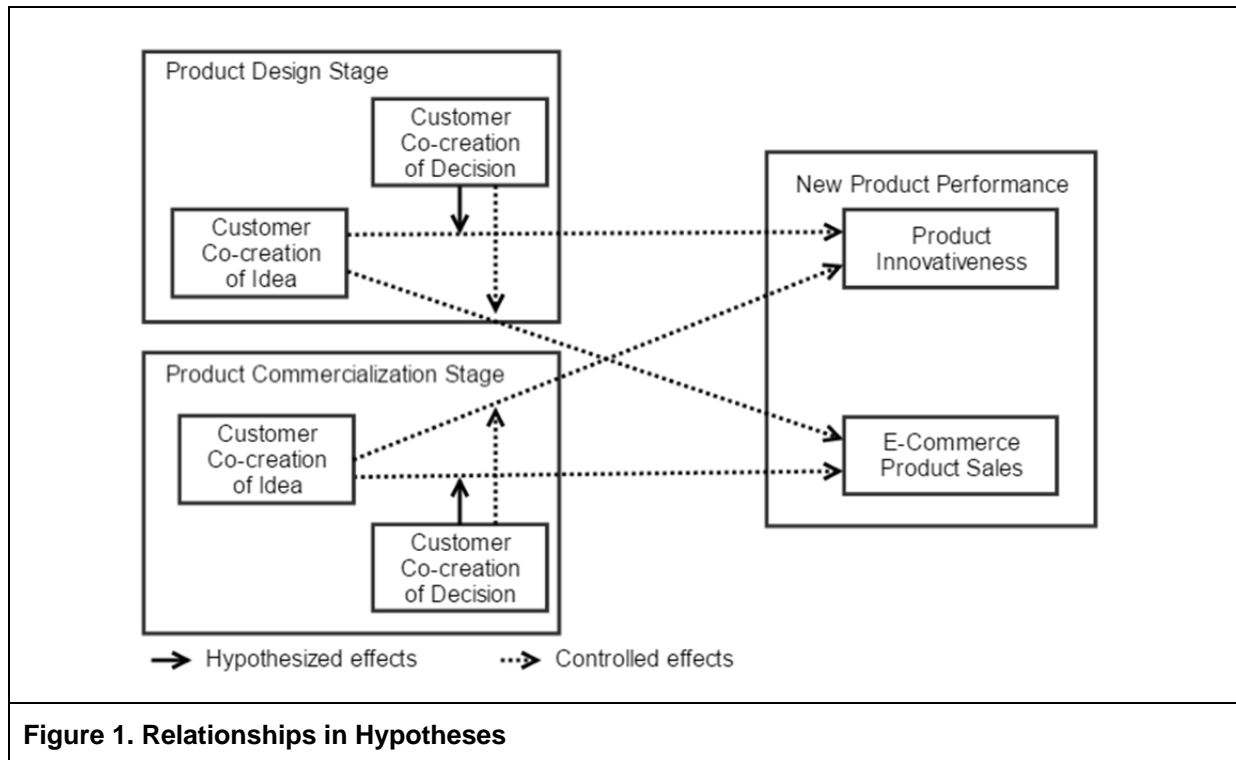 Product Design Stage
Customer
Co-creation
of Decision
Customer
Co-creation
of Idea
Product Commercialization Stage
Customer
Co-creation
of Idea
Customer
Co-creation
of Decision
New Product Performance
Product
Innovativeness
E-Commerce
Product Sales
Hypothesized effects
Controlled effects
Figure 1. Relationships in Hypotheses